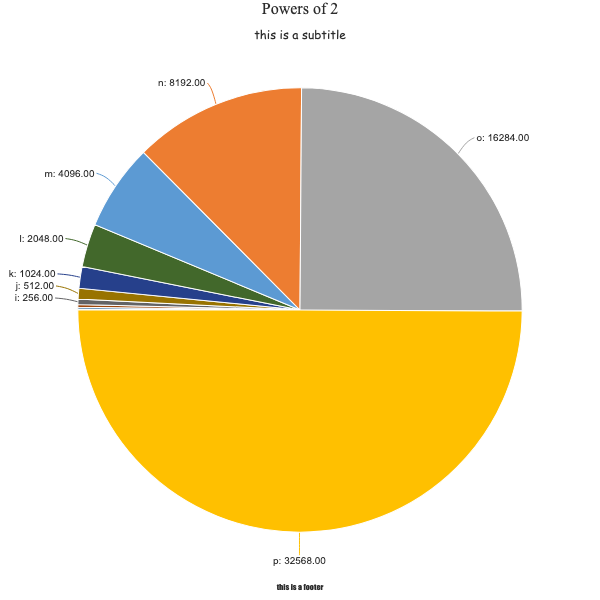 Powers of 2
this is a subtitle
n: 8192.00
o: 16284.00
m: 4096.00
l: 2048.00
k: 1024.00
j: 512.00
i: 256.00
p: 32568.00
this is a footer